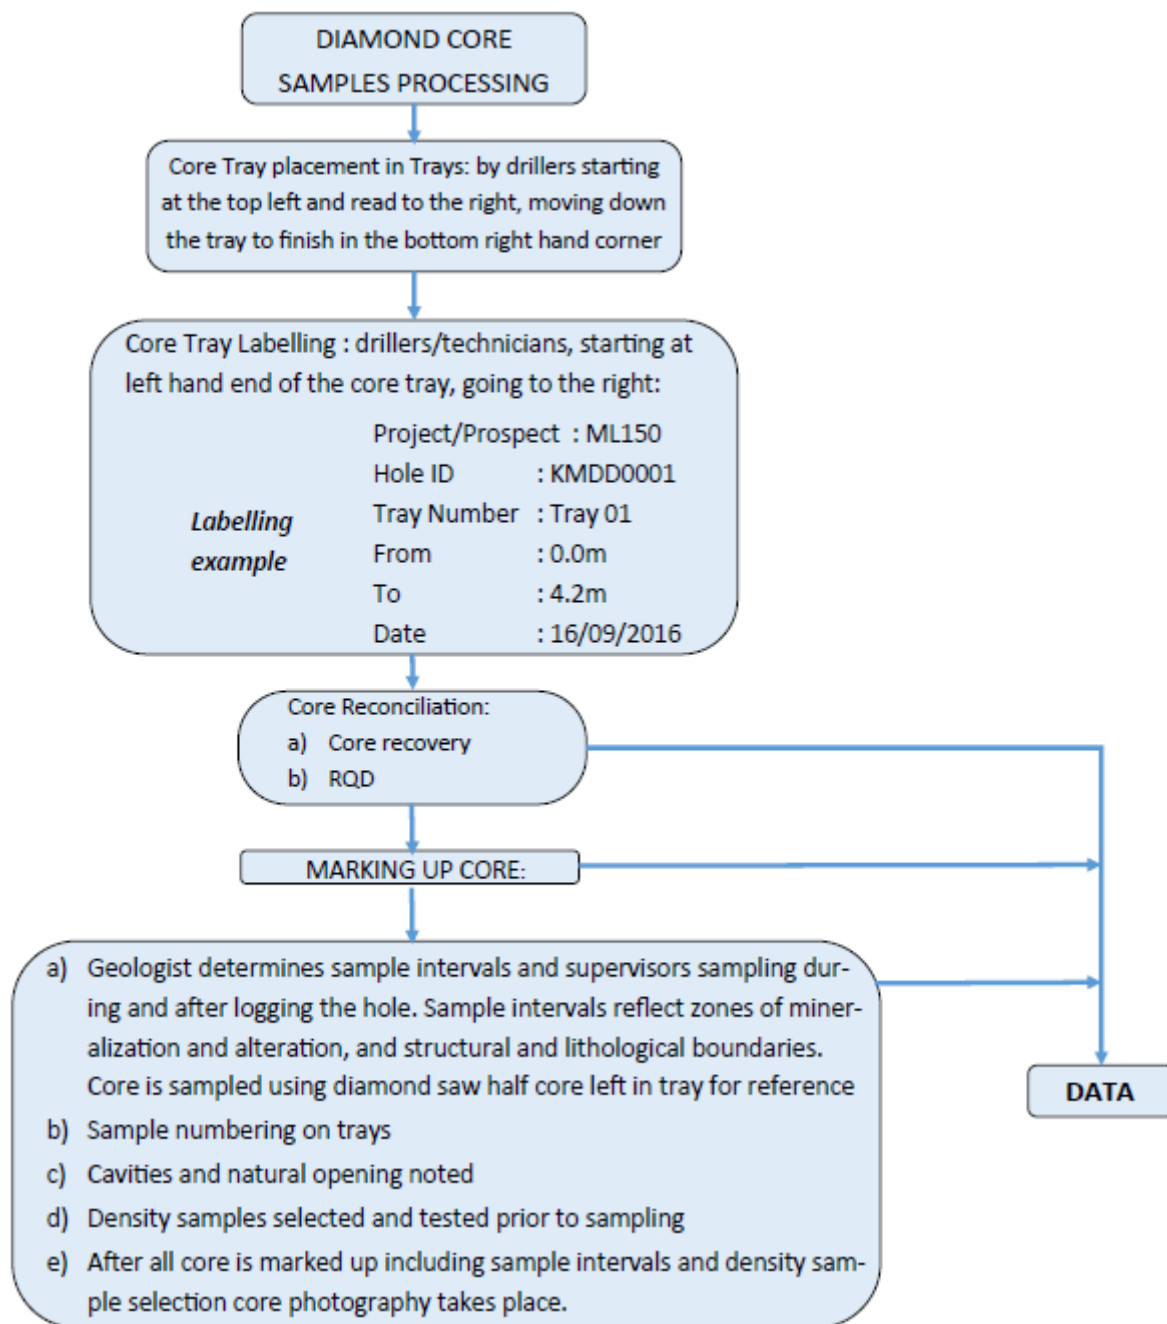 DIAMOND CORE
SAMPLES PROCESSING
Core Tray placement in Trays: by drillers starting
at the top left and read to the right, moving down
the tray to finish in the bottom right hand corner
Core Tray Labelling : drillers/technicians, starting at
left hand end of the core tray, going to the right:
Labelling
example
Project/Prospect : ML150
Hole ID : KMDD0001
Tray Number : Tray 01
From : 0.0m
To : 4.2m
Date : 16/09/2016
Core Reconciliation:
a) Core recovery
b) RQD
MARKING UP CORE:
a) Geologist determines sample intervals and supervisors sampling dur-
ing and after logging the hole. Sample intervals reflect zones of miner-
alization and alteration, and structural and lithological boundaries.
Core is sampled using diamond saw half core left in tray for reference
b) Sample numbering on trays
c) Cavities and natural opening noted
d) Density samples selected and tested prior to sampling
e) After all core is marked up including sample intervals and density sam-
ple selection core photography takes place.
DATA